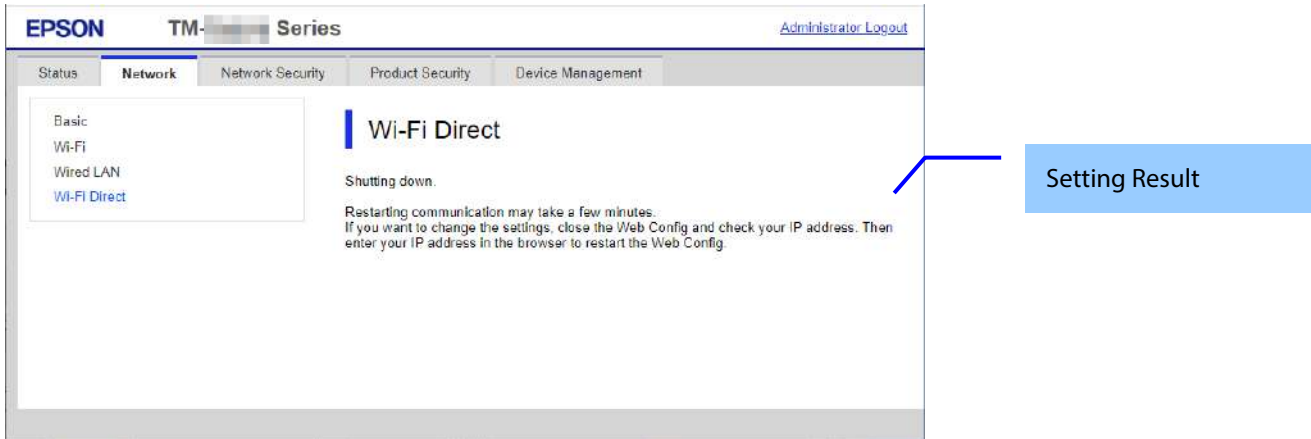 EPSON TM- Series Administrator Logout
Status Network Network Security Product Security Device Management
Basic
Wi-Fi
Wired LAN
Wi-Fi Direct
Wi-Fi Direct
Shutting down.
Restarting communication may take a few minutes.
If you want to change the settings, close the Web Config and check your IP address. Then
enter your IP address in the browser to restart the Web Config.
Setting Result